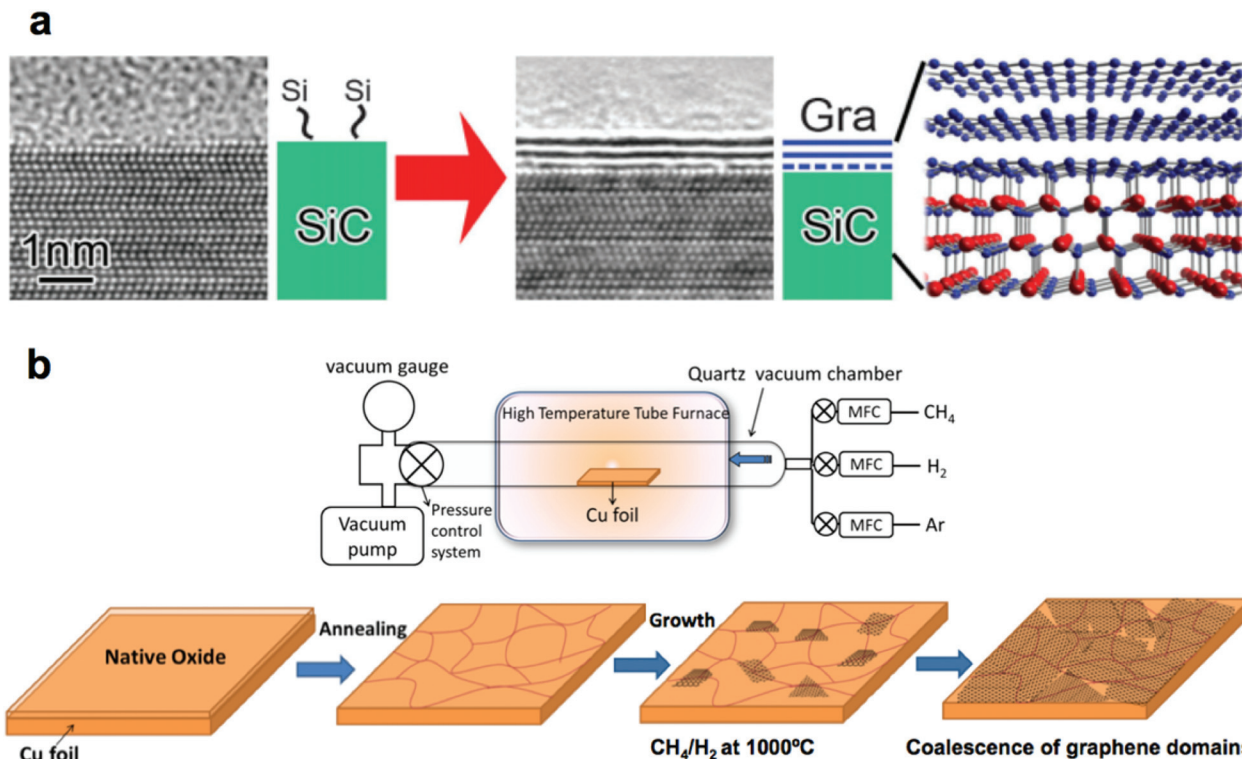 a
Si Si
SiC
1nm
Gra
SiC
b
vacuum gauge
Quartz vacuum chamber
High Temperature Tube Furnace
MFC CH₄
MFC H₂
MFC Ar
Cu foil
Pressure
control
system
Vacuum
pump
Native Oxide
Cu foil
Annealing
Growth
CH₄/H₂ at 1000ºC
Coalescence of graphene domains